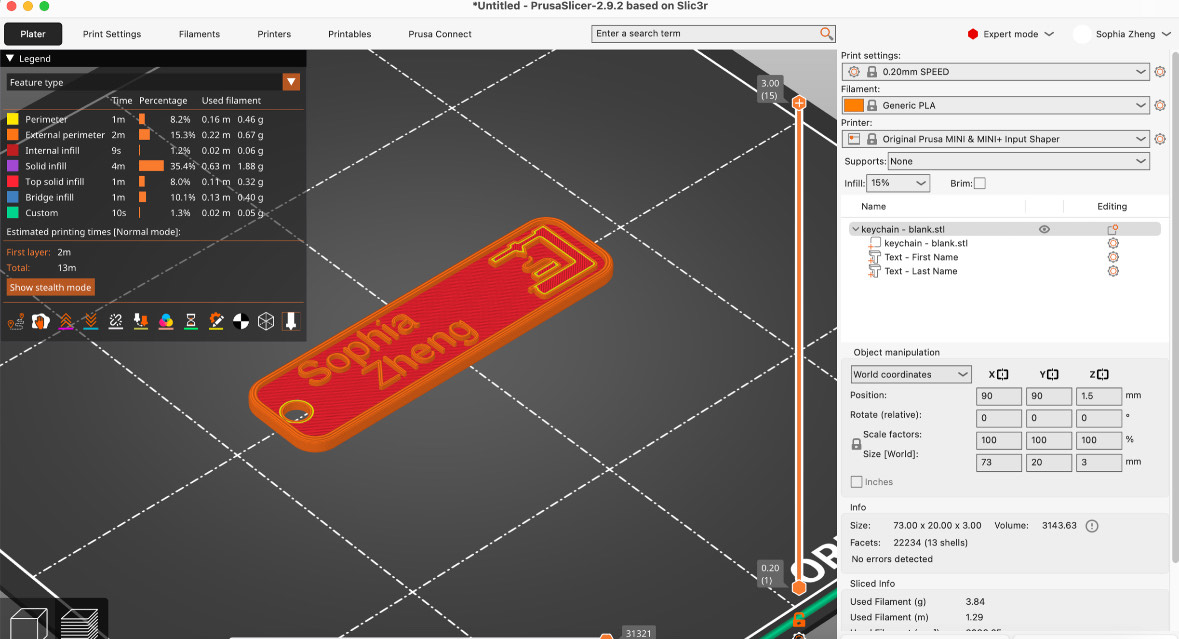 *Untitled - PrusaSlicer-2.9.2 based on Slic3r
Plater Print Settings Filaments Printers Printables Prusa Connect Enter a search term Expert mode Sophia Zheng
Legend
Feature type
Time Percentage Used filament
Perimeter 1m 8.2% 0.16 m 0.46 g
External perimeter 2m 15.3% 0.22 m 0.67 g
Internal infill 9s 1.2% 0.02 m 0.06 g
Solid infill 4m 35.4% 0.63 m 1.88 g
Top solid infill 1m 8.0% 0.11 m 0.32 g
Bridge infill 1m 10.1% 0.13 m 0.40 g
Custom 10s 1.3% 0.02 m 0.05 g
Estimated printing times [Normal mode]:
First layer: 2m
Total: 13m
Show stealth mode
3.00
(15)
Sophia
Zheng
0.20
(1)
31321
Print settings:
0.20mm SPEED
Filament:
Generic PLA
Printer:
Original Prusa MINI & MINI+ Input Shaper
Supports: None
Infill: 15% Brim:
Name Editing
keychain - blank.stl
keychain - blank.stl
Text - First Name
Text - Last Name
Object manipulation
World coordinates X Y Z
Position: 90 90 1.5 mm
Rotate (relative): 0 0 0 °
Scale factors: 100 100 100 %
Size [World]: 73 20 3 mm
Inches
Info
Size: 73.00 x 20.00 x 3.00 Volume: 3143.63
Facets: 22234 (13 shells)
No errors detected
Sliced Info
Used Filament (g) 3.84
Used Filament (m) 1.29